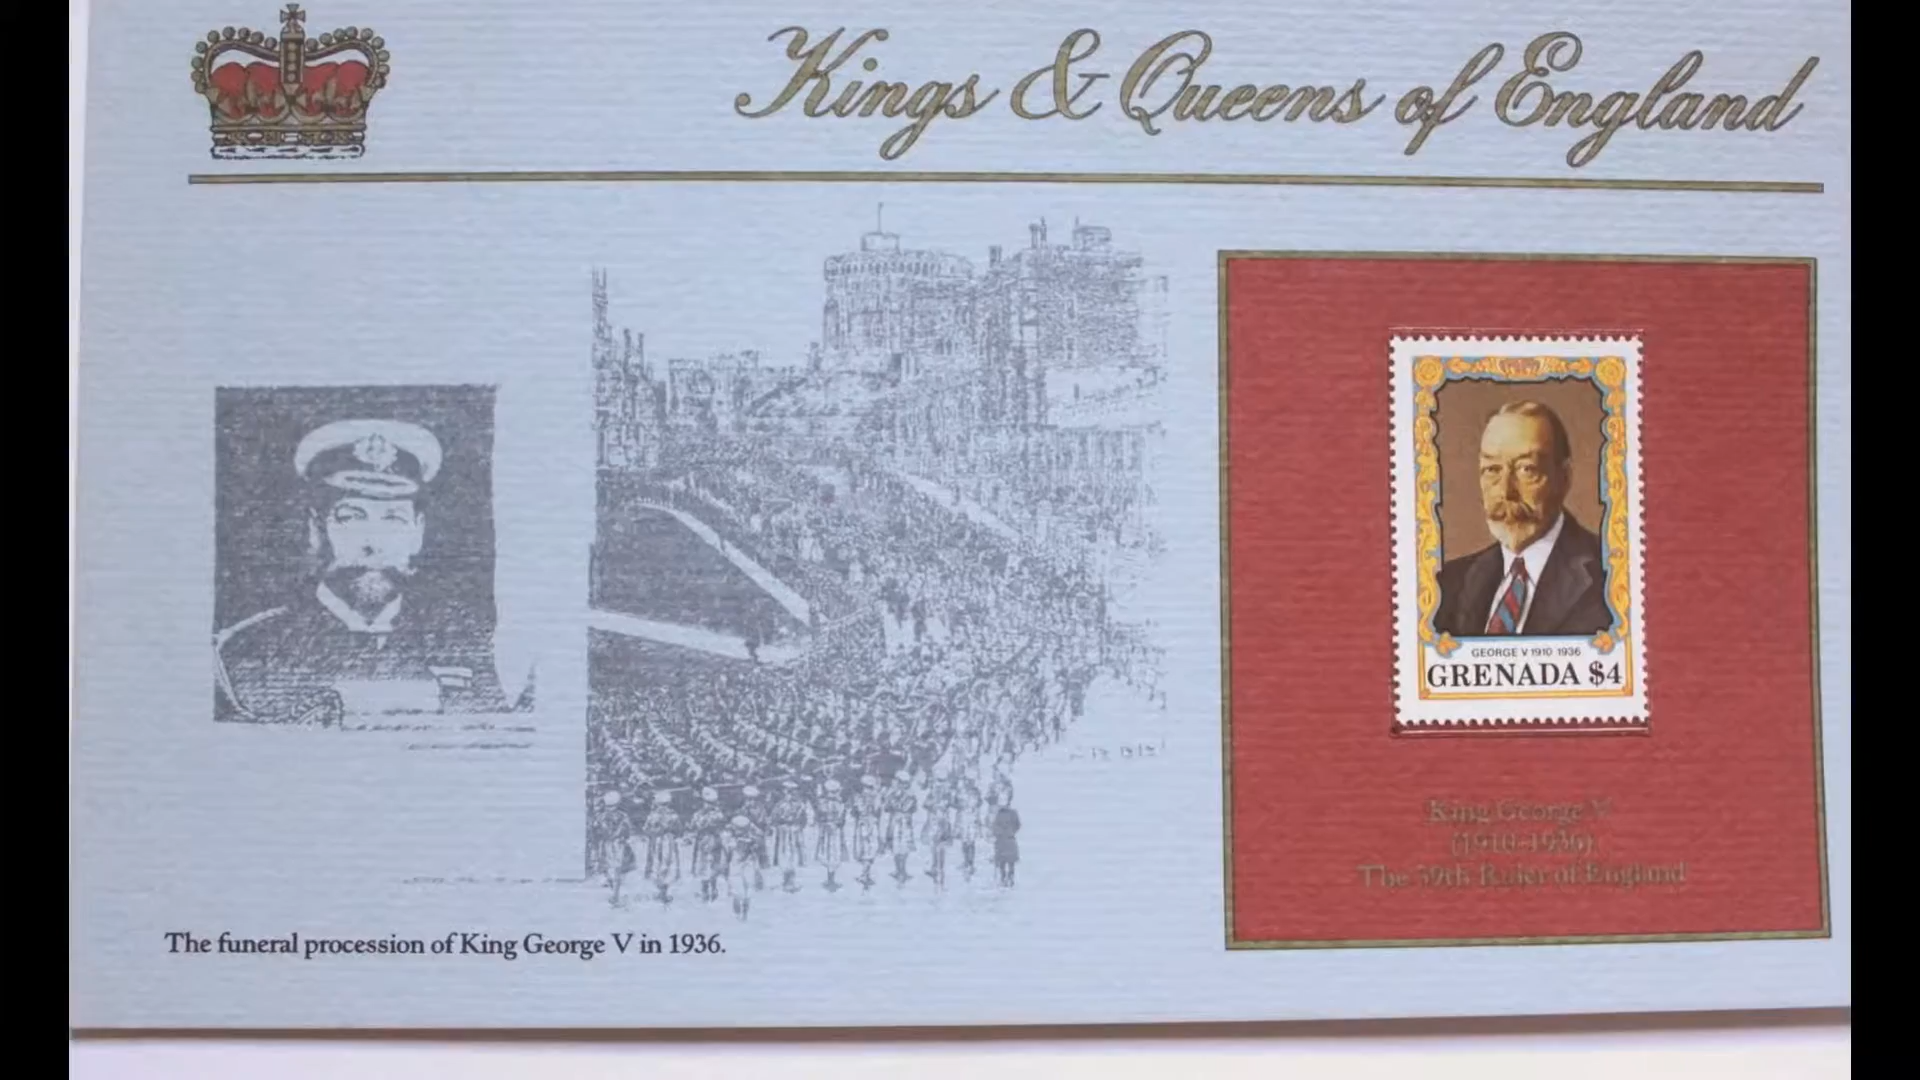 Kings & Queens of England
GEORGE V 1910 1936
GRENADA $4
King George V
(1910-1936)
The 39th Ruler of England
The funeral procession of King George V in 1936.